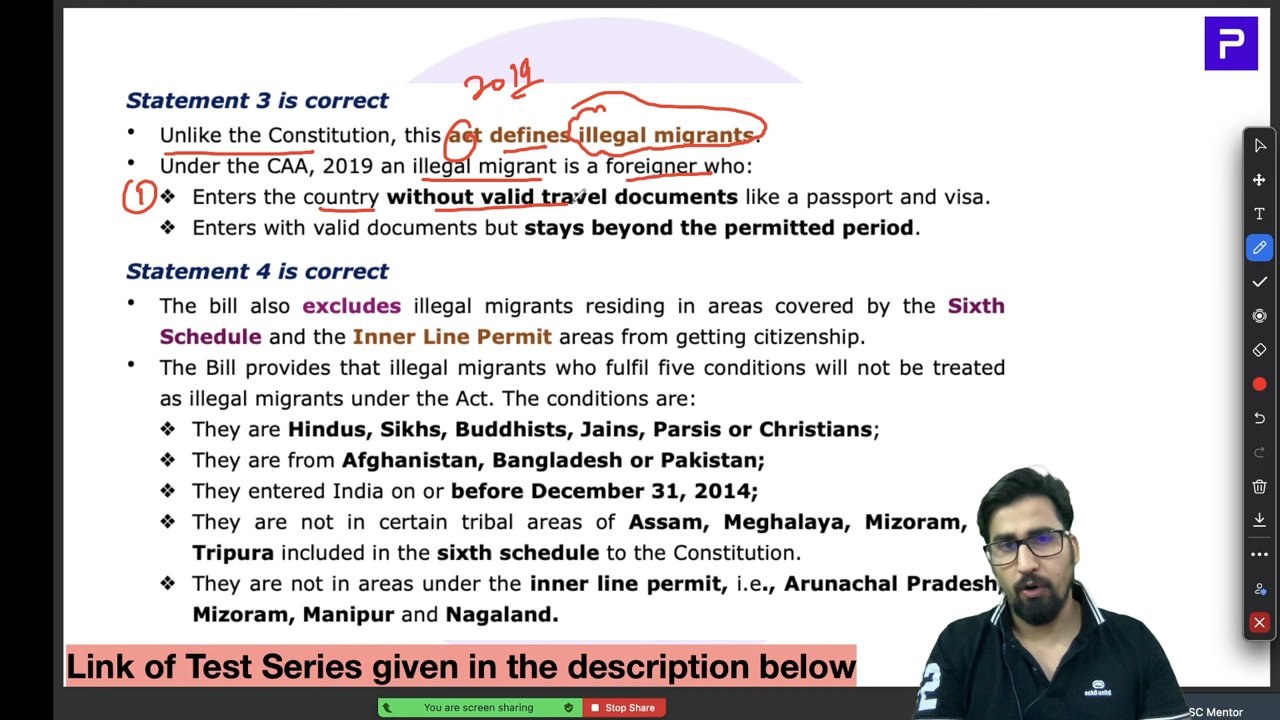 P
2019
Statement 3 is correct
• Unlike the Constitution, this act defines illegal migrants.
• Under the CAA, 2019 an illegal migrant is a foreigner who:
1
❖ Enters the country without valid travel documents like a passport and visa.
❖ Enters with valid documents but stays beyond the permitted period.
Statement 4 is correct
• The bill also excludes illegal migrants residing in areas covered by the Sixth
Schedule and the Inner Line Permit areas from getting citizenship.
• The Bill provides that illegal migrants who fulfil five conditions will not be treated
as illegal migrants under the Act. The conditions are:
❖ They are Hindus, Sikhs, Buddhists, Jains, Parsis or Christians;
❖ They are from Afghanistan, Bangladesh or Pakistan;
❖ They entered India on or before December 31, 2014;
❖ They are not in certain tribal areas of Assam, Meghalaya, Mizoram,
Tripura included in the sixth schedule to the Constitution.
❖ They are not in areas under the inner line permit, i.e., Arunachal Pradesh,
Mizoram, Manipur and Nagaland.
Link of Test Series given in the description below
2
ecko unltd
You are screen sharing
Stop Share
SC Mentor